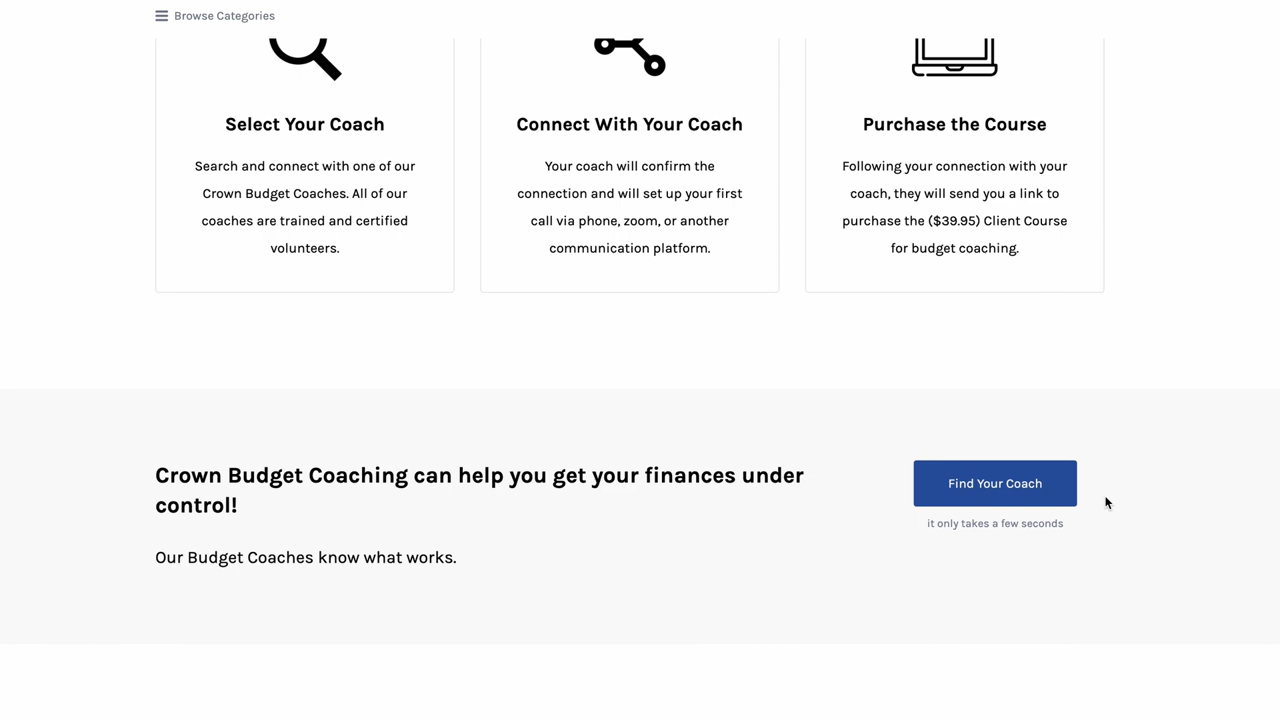 Browse Categories
Select Your Coach
Search and connect with one of our
Crown Budget Coaches. All of our
coaches are trained and certified
volunteers.
Connect With Your Coach
Your coach will confirm the
connection and will set up your first
call via phone, zoom, or another
communication platform.
Purchase the Course
Following your connection with your
coach, they will send you a link to
purchase the ($39.95) Client Course
for budget coaching.
Crown Budget Coaching can help you get your finances under
control!
Our Budget Coaches know what works.
Find Your Coach
it only takes a few seconds